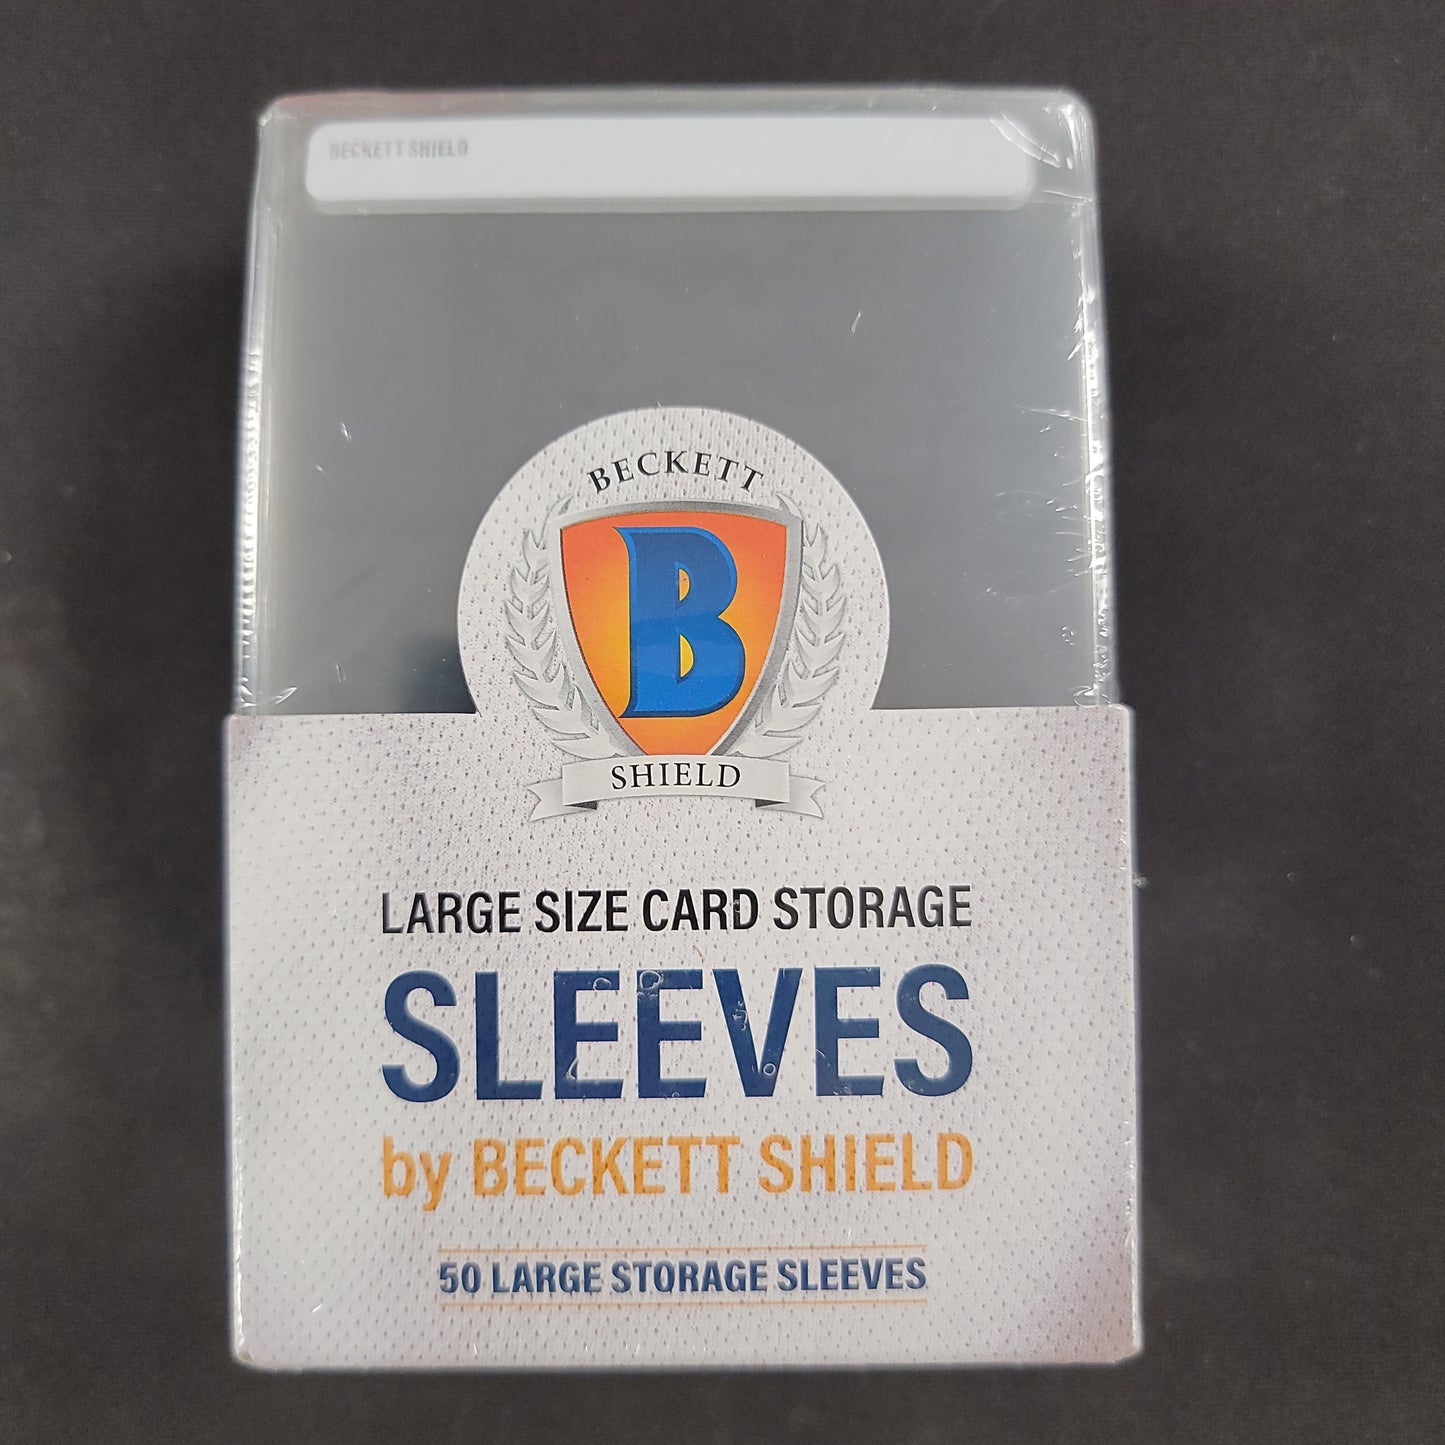 BECKETT SHIELD
BECKETT
B
SHIELD
LARGE SIZE CARD STORAGE
SLEEVES
by BECKETT SHIELD
50 LARGE STORAGE SLEEVES